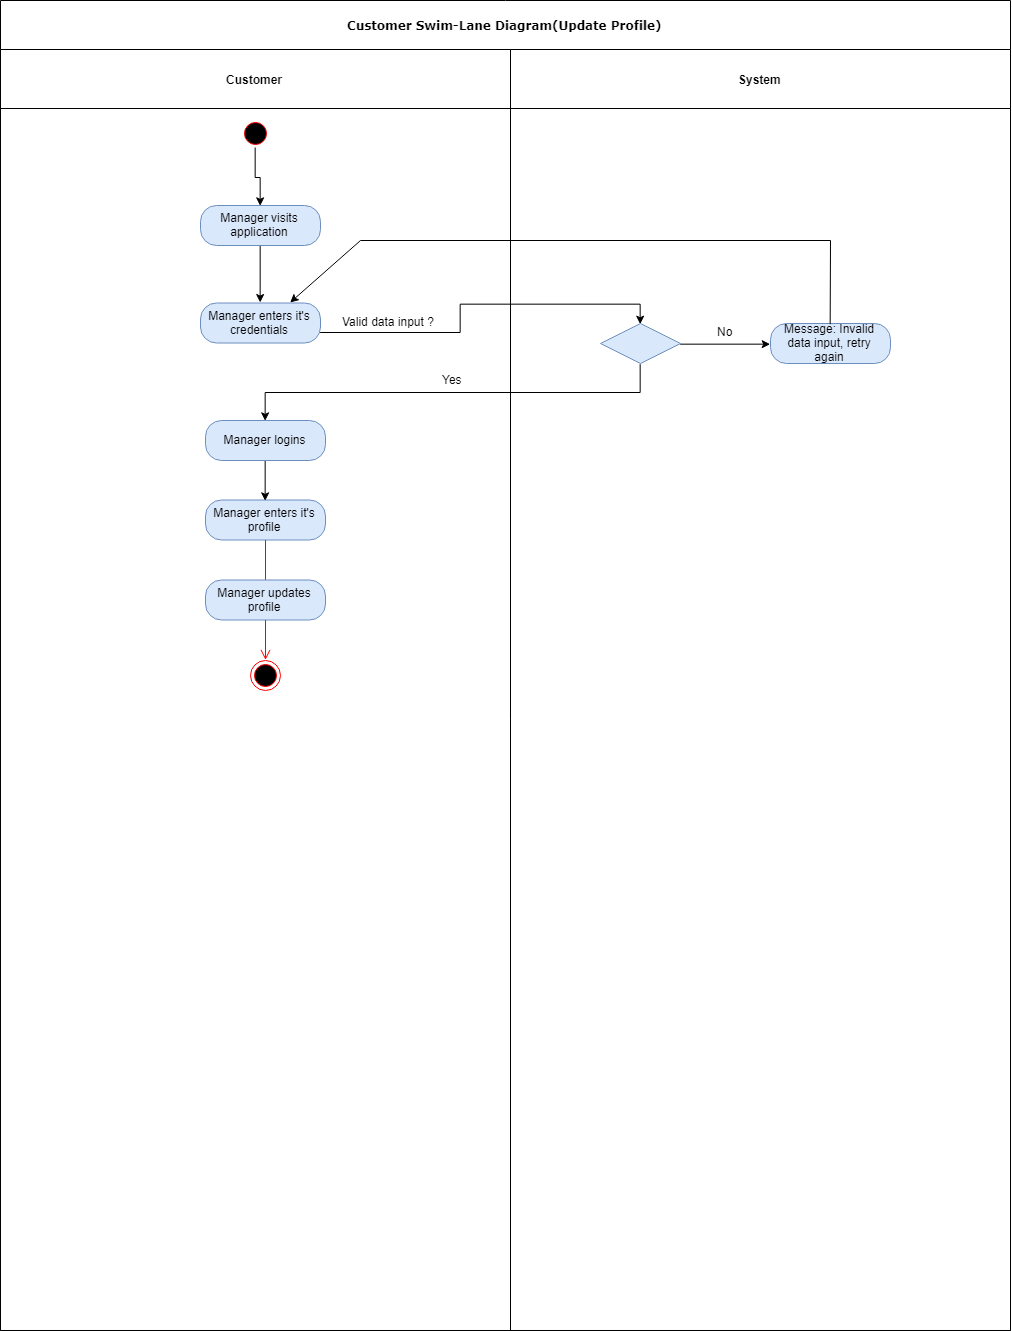 Customer Swim-Lane Diagram(Update Profile)
Customer
System
Manager visits
application
Manager enters it's
credentials
Valid data input ?
No
Message: Invalid
data input, retry
again
Yes
Manager logins
Manager enters it's
profile
Manager updates
profile